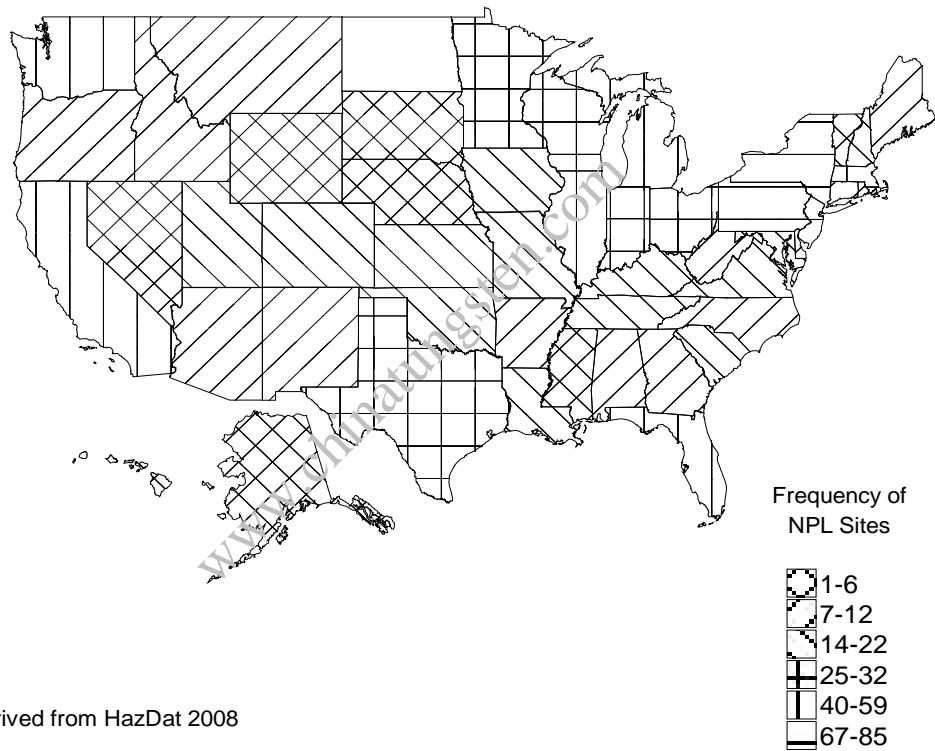 www.chinatungsten.com
Frequency of
NPL Sites
1-6
7-12
14-22
25-32
40-59
67-85
rived from HazDat 2008